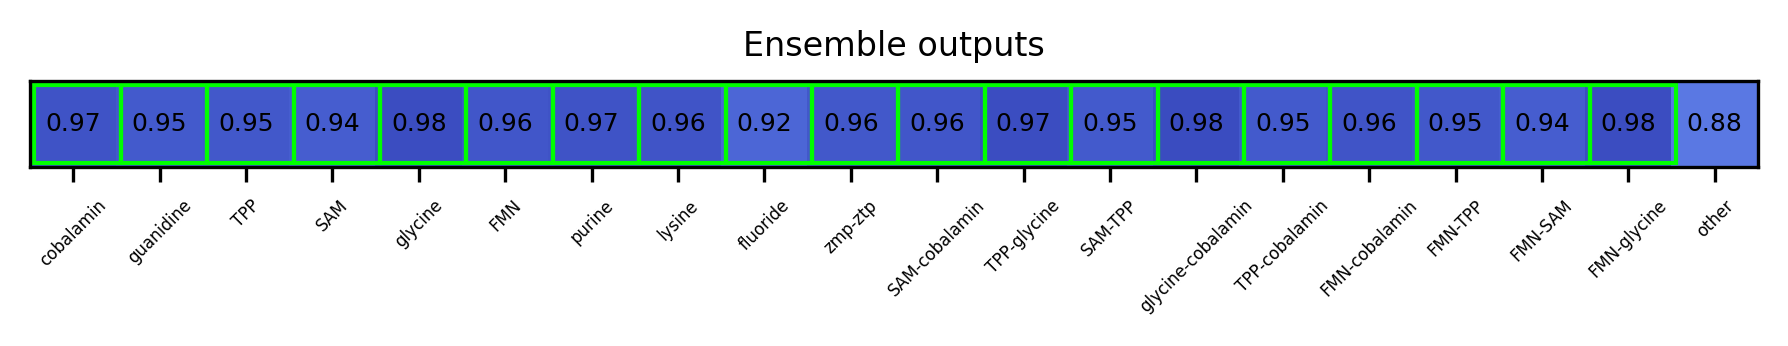 Ensemble outputs
0.97 0.95 0.95 0.94 0.98 0.96 0.97 0.96 0.92 0.96 0.96 0.97 0.95 0.98 0.95 0.96 0.95 0.94 0.98 0.88
cobalamin guanidine TPP SAM glycine FMN purine lysine fluoride zmp-ztp SAM-cobalamin TPP-glycine SAM-TPP glycine-cobalamin TPP-cobalamin FMN-cobalamin FMN-TPP FMN-SAM FMN-glycine other